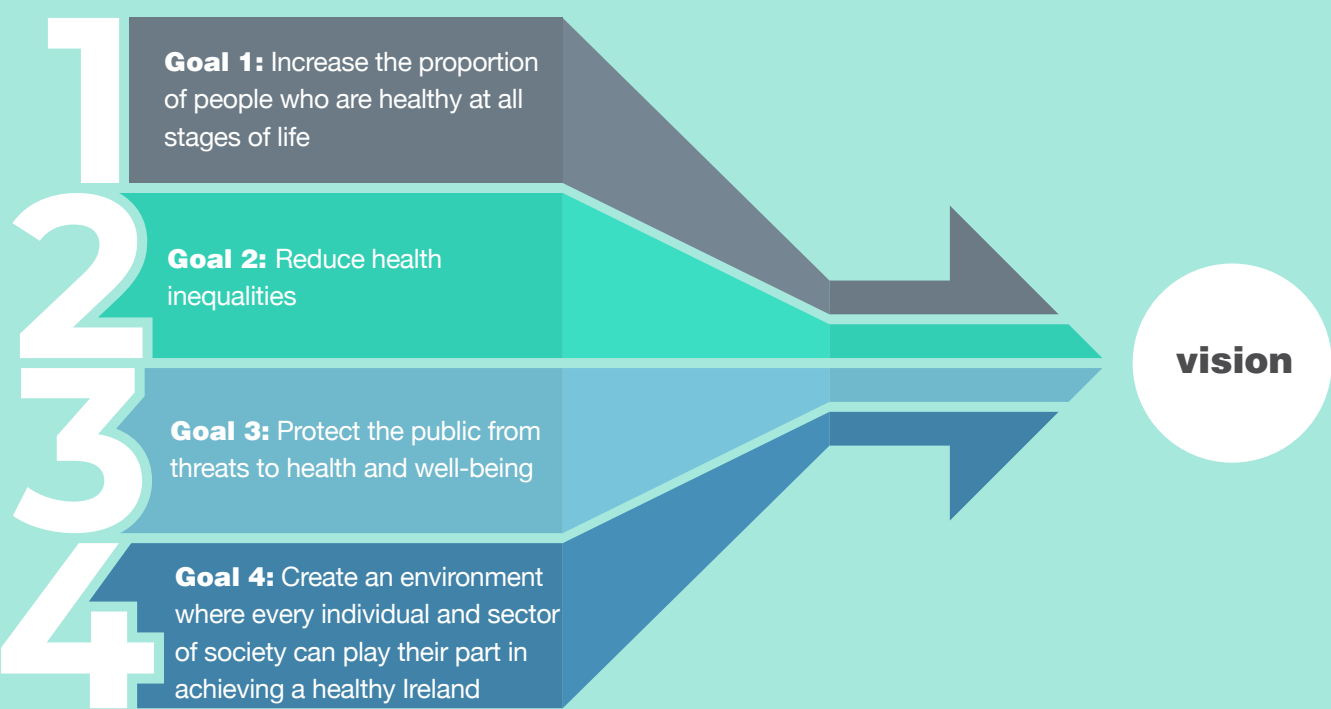 1
Goal 1: Increase the proportion
of people who are healthy at all
stages of life
2
Goal 2: Reduce health
inequalities
3
Goal 3: Protect the public from
threats to health and well-being
4
Goal 4: Create an environment
where every individual and sector
of society can play their part in
achieving a healthy Ireland
vision